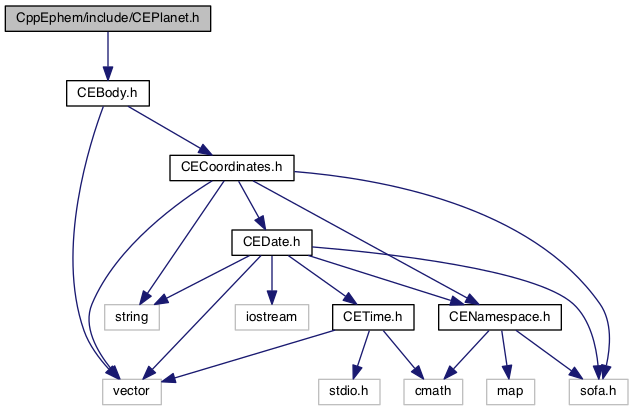 CppEphem/include/CEPlanet.h
CEBody.h
CECoordinates.h
CEDate.h
string
iostream
CETime.h
CENamespace.h
vector
stdio.h
cmath
map
sofa.h